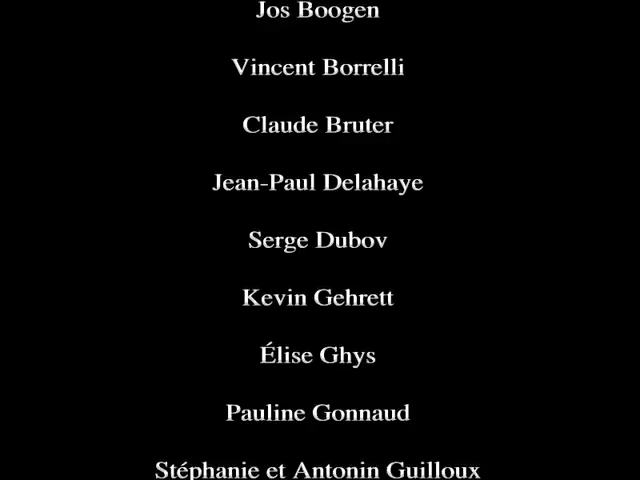 Jos Boogen
Vincent Borrelli
Claude Bruter
Jean-Paul Delahaye
Serge Dubov
Kevin Gehrett
Élise Ghys
Pauline Gonnaud
Stéphanie et Antonin Guilloux